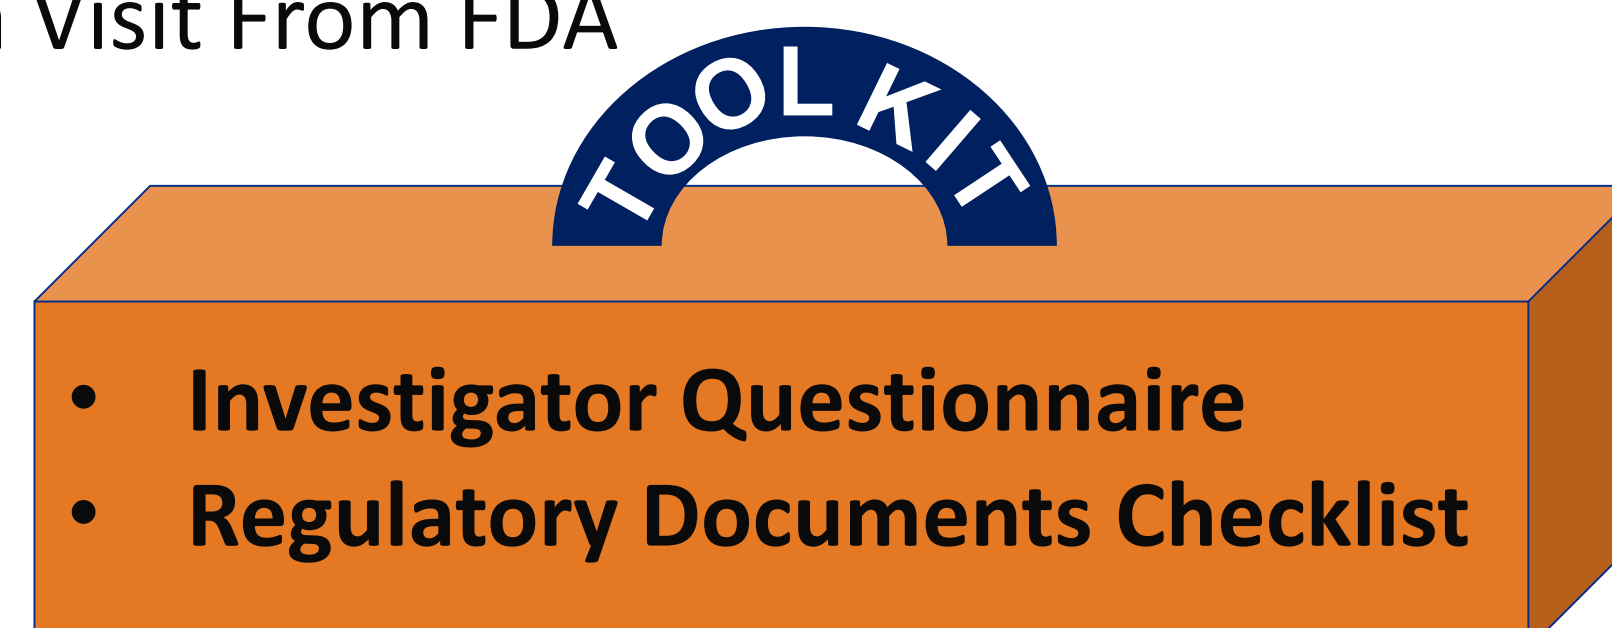 Visit From FDA
TOOL KIT
• Investigator Questionnaire
• Regulatory Documents Checklist